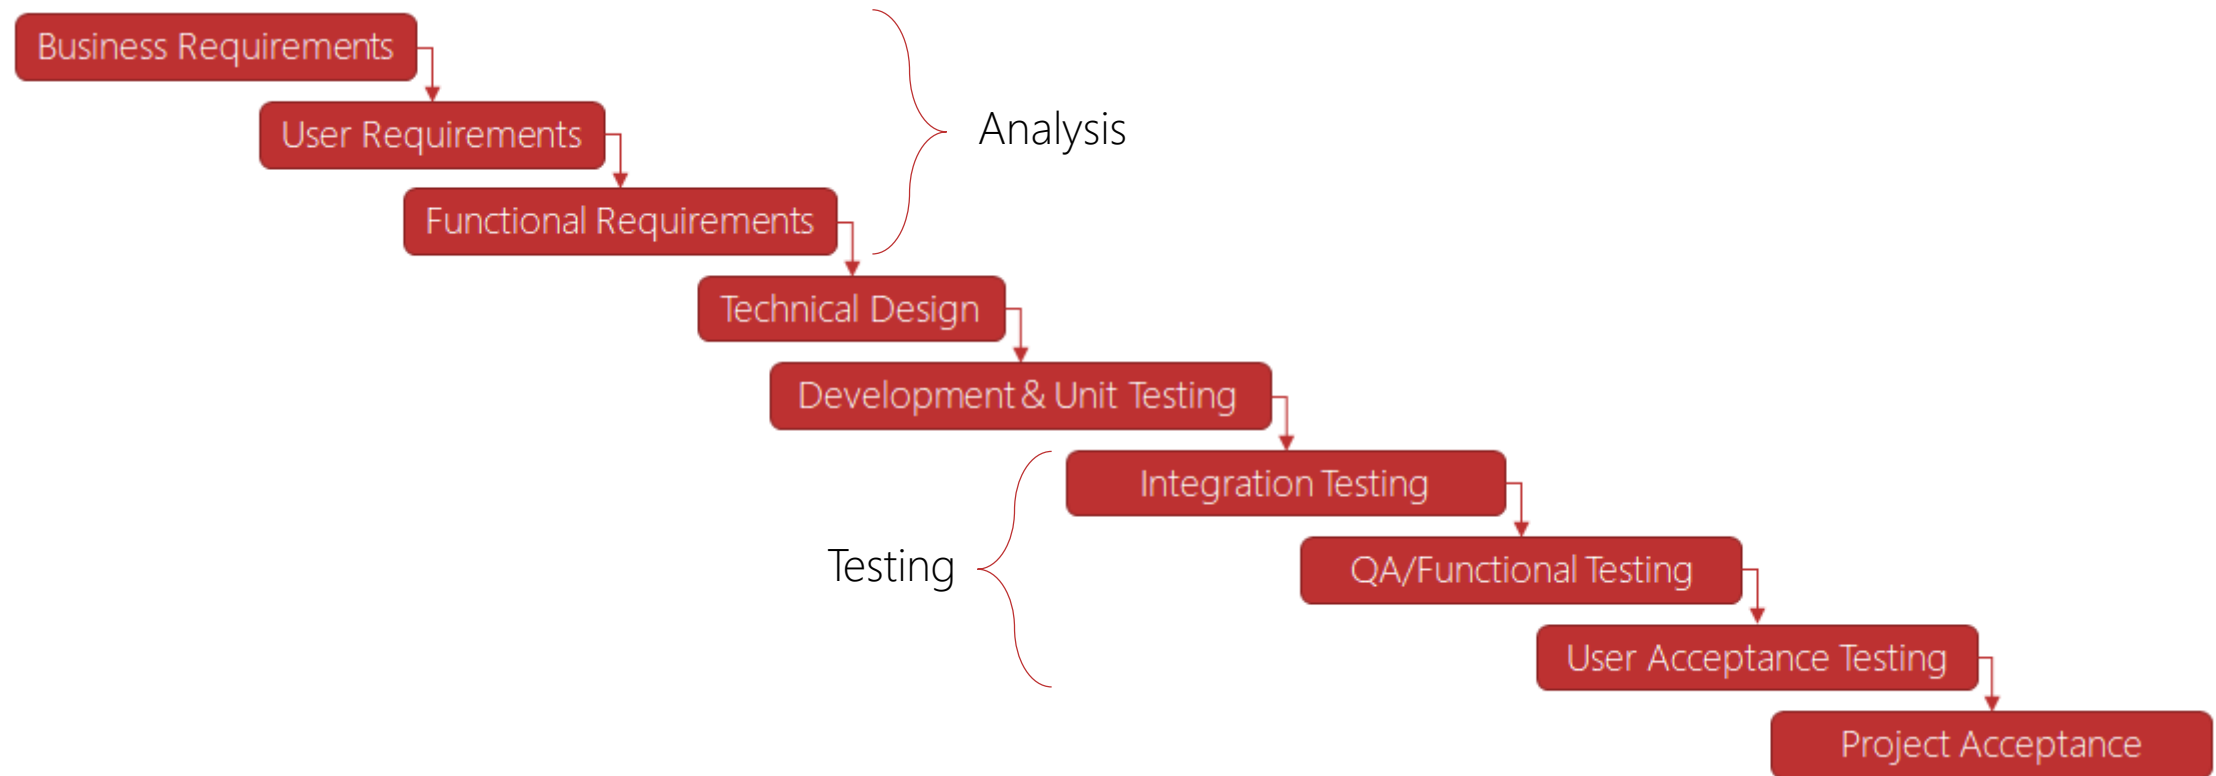 Business Requirements
User Requirements
Analysis
Functional Requirements
Technical Design
Development & Unit Testing
Integration Testing
Testing
QA/Functional Testing
User Acceptance Testing
Project Acceptance